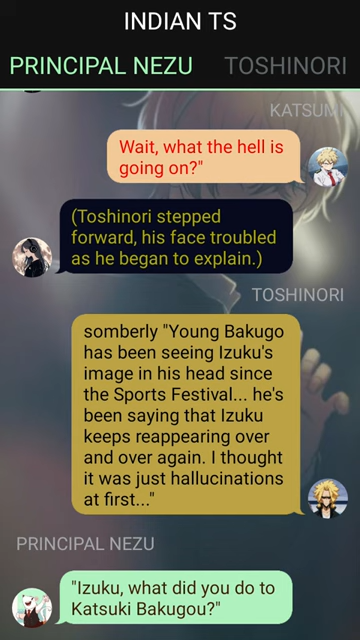 INDIAN TS
PRINCIPAL NEZU TOSHINORI
KATSUMI
Wait, what the hell is
going on?"
(Toshinori stepped
forward, his face troubled
as he began to explain.)
TOSHINORI
somberly "Young Bakugo
has been seeing Izuku's
image in his head since
the Sports Festival... he's
been saying that Izuku
keeps reappearing over
and over again. I thought
it was just hallucinations
at first..."
PRINCIPAL NEZU
"Izuku, what did you do to
Katsuki Bakugou?"